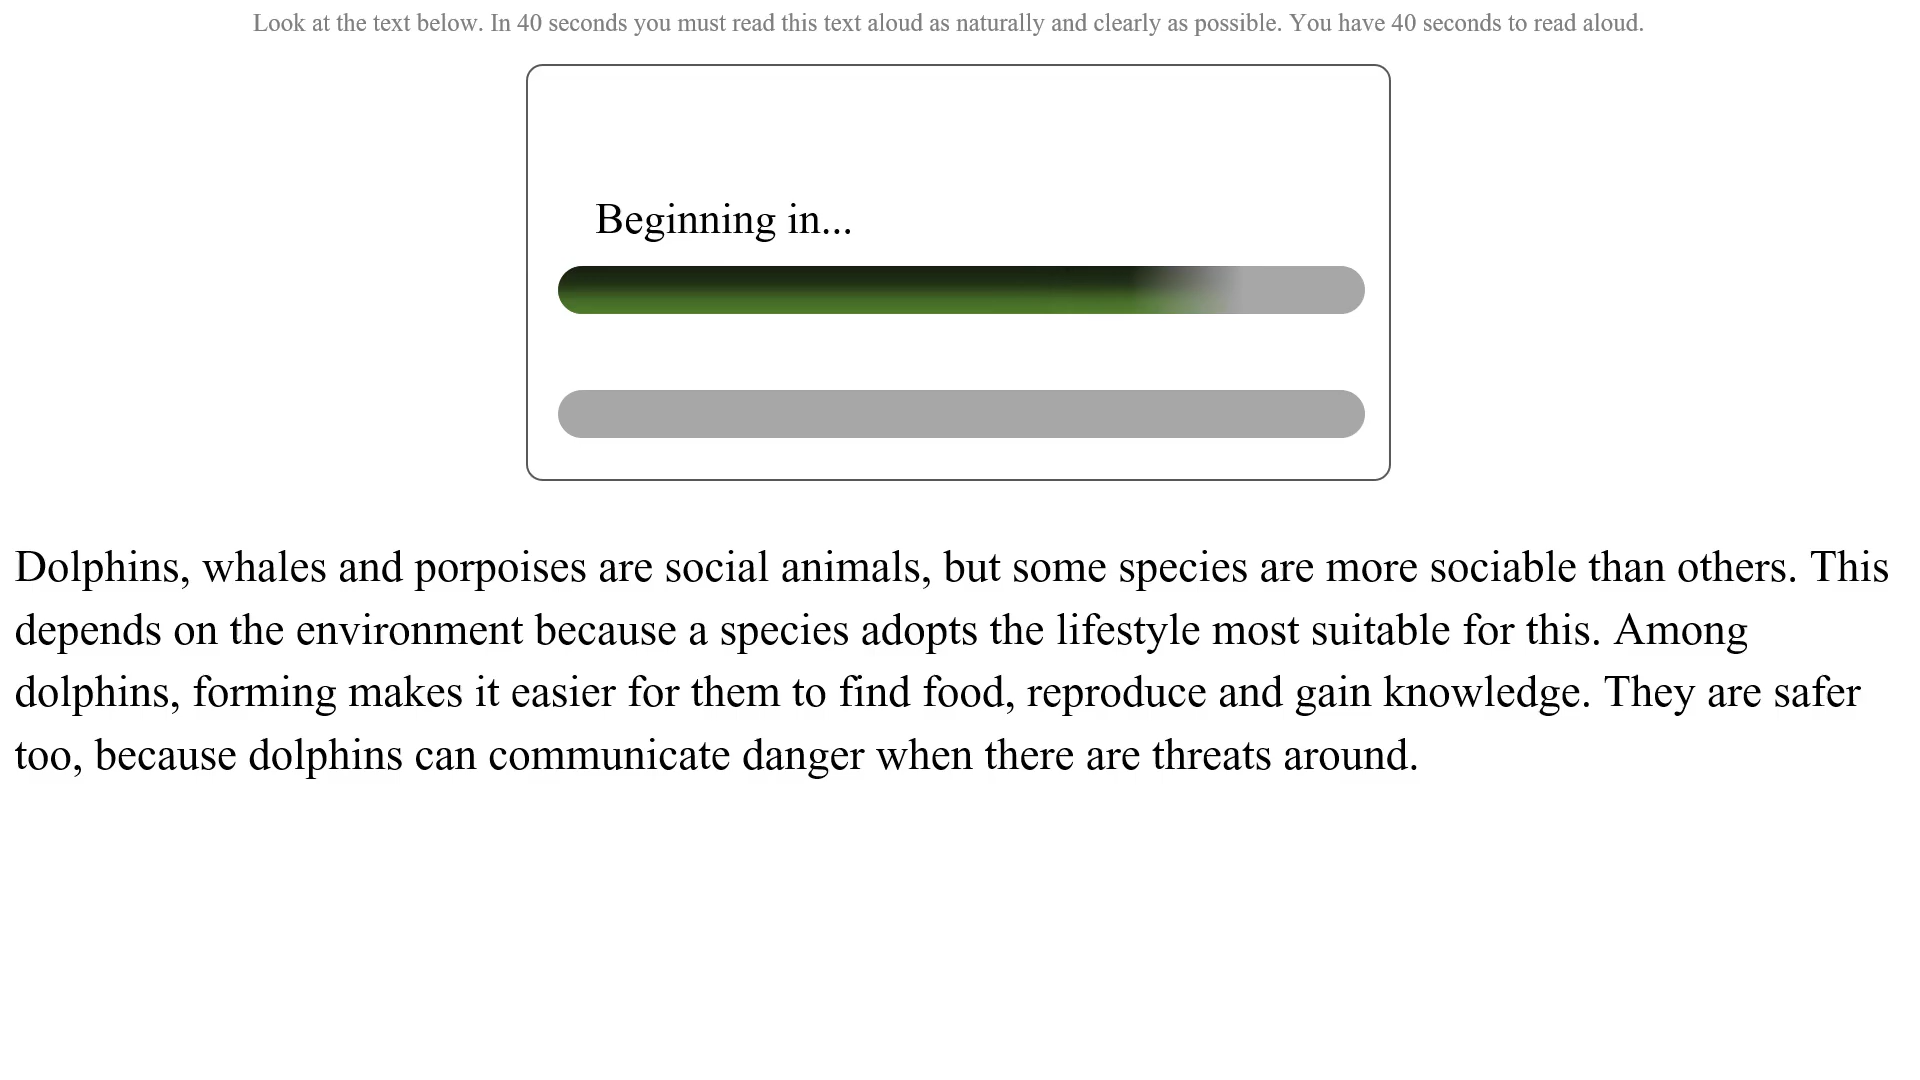 Look at the text below. In 40 seconds you must read this text aloud as naturally and clearly as possible. You have 40 seconds to read aloud.
Beginning in...
Dolphins, whales and porpoises are social animals, but some species are more sociable than others. This
depends on the environment because a species adopts the lifestyle most suitable for this. Among
dolphins, forming makes it easier for them to find food, reproduce and gain knowledge. They are safer
too, because dolphins can communicate danger when there are threats around.